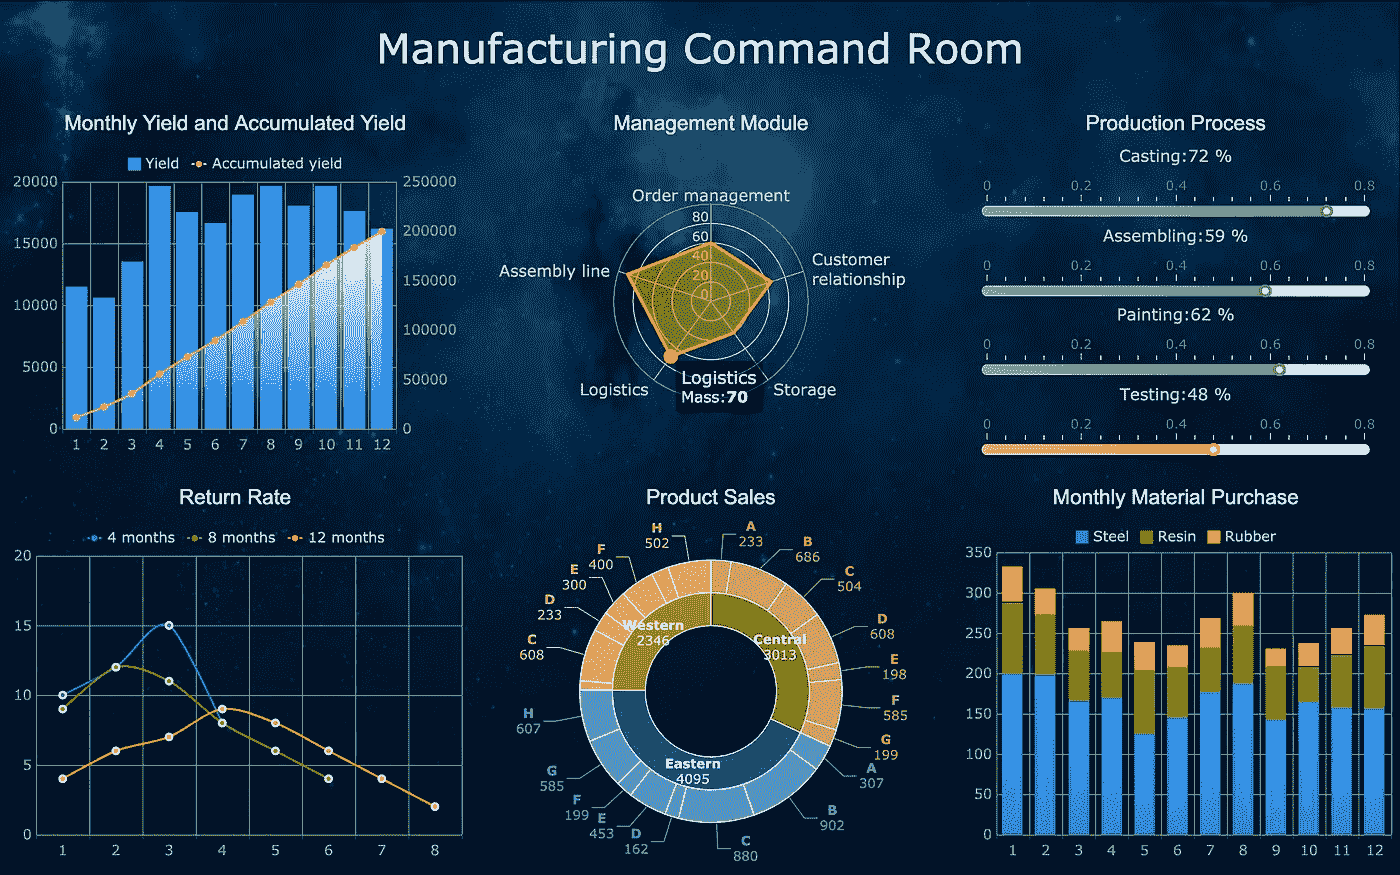 Manufacturing Command Room
Monthly Yield and Accumulated Yield
Yield
Accumulated yield
20000
15000
10000
5000
0
250000
200000
150000
100000
50000
0
1 2 3 4 5 6 7 8 9 10 11 12
Management Module
Order management
80
60
40
20
0
Assembly line
Customer
relationship
Logistics
Storage
Logistics
Mass:70
Production Process
Casting:72 %
0 0.2 0.4 0.6 0.8
Assembling:59 %
0 0.2 0.4 0.6 0.8
Painting:62 %
0 0.2 0.4 0.6 0.8
Testing:48 %
0 0.2 0.4 0.6 0.8
Return Rate
4 months
8 months
12 months
20
15
10
5
0
1 2 3 4 5 6 7 8
Product Sales
A
233
B
686
C
504
D
608
E
198
F
585
G
199
A
307
B
902
C
880
D
162
E
453
F
199
G
585
H
607
C
608
D
233
E
300
F
400
H
502
Western
2346
Central
3013
Eastern
4095
Monthly Material Purchase
Steel
Resin
Rubber
350
300
250
200
150
100
50
0
1 2 3 4 5 6 7 8 9 10 11 12